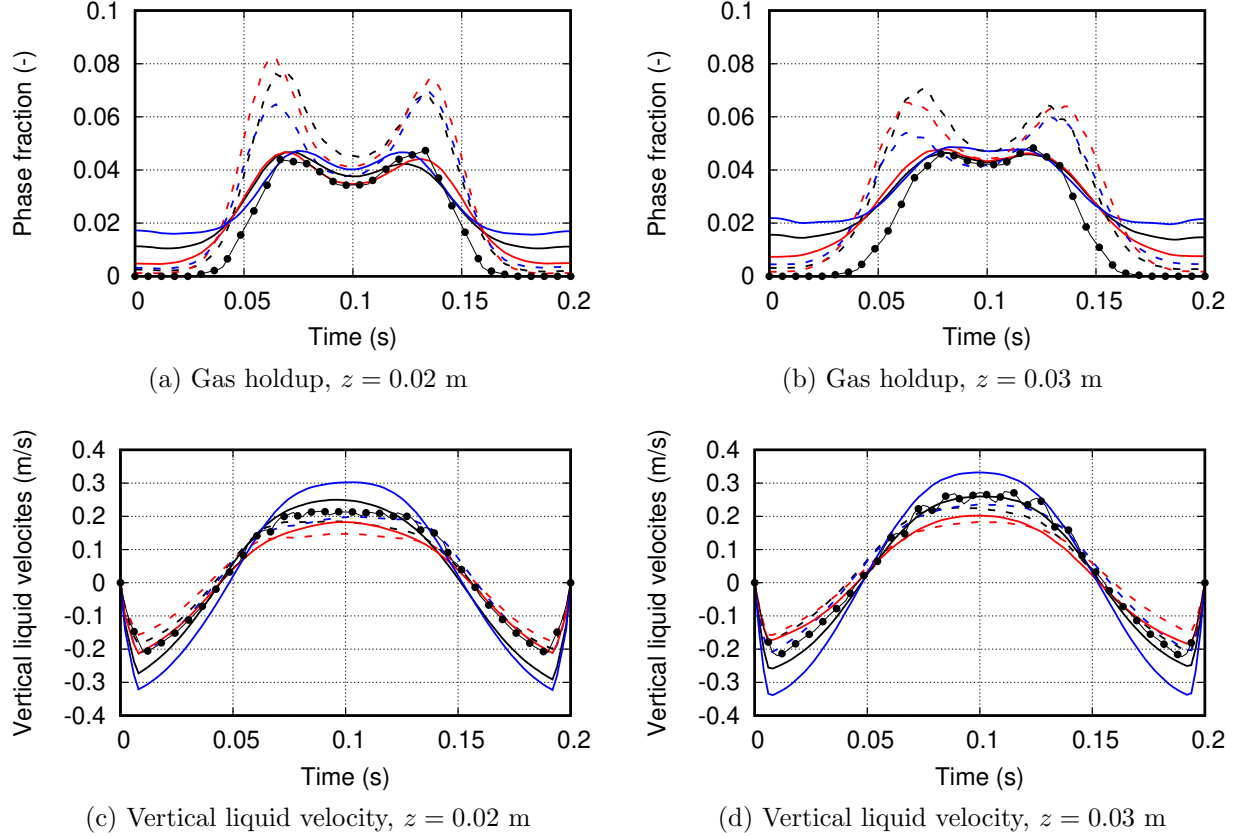 Phase fraction (-)
0.1
0.08
0.06
0.04
0.02
0
0 0.05 0.1 0.15 0.2
Time (s)
(a) Gas holdup, z = 0.02 m
Phase fraction (-)
0.1
0.08
0.06
0.04
0.02
0
0 0.05 0.1 0.15 0.2
Time (s)
(b) Gas holdup, z = 0.03 m
Vertical liquid velocites (m/s)
0.4
0.3
0.2
0.1
0
-0.1
-0.2
-0.3
-0.4
0 0.05 0.1 0.15 0.2
Time (s)
(c) Vertical liquid velocity, z = 0.02 m
Vertical liquid velocites (m/s)
0.4
0.3
0.2
0.1
0
-0.1
-0.2
-0.3
-0.4
0 0.05 0.1 0.15 0.2
Time (s)
(d) Vertical liquid velocity, z = 0.03 m